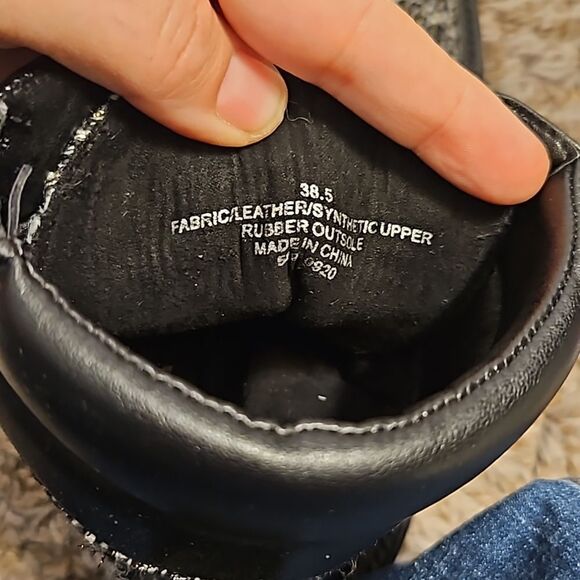 38.5
FABRIC/LEATHER/SYNTHETIC UPPER
RUBBER OUTSOLE
MADE IN CHINA